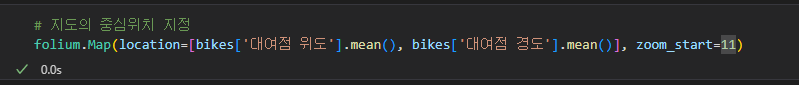 # 지도의 중심위치 지정
folium.Map(location=[bikes['대여점 위도'].mean(), bikes['대여점 경도'].mean()], zoom_start=11)
0.0s